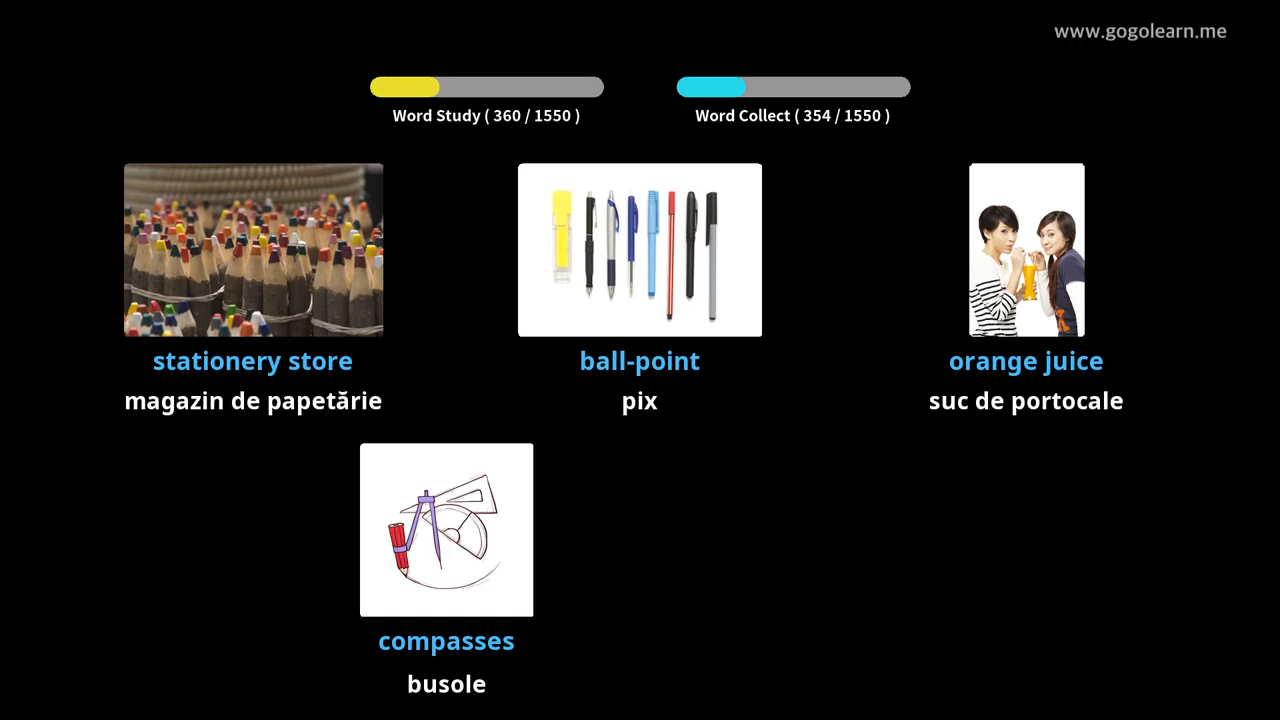 www.gogolearn.me
Word Study ( 360 / 1550 )
Word Collect ( 354 / 1550 )
stationery store
magazin de papetărie
ball-point
pix
orange juice
suc de portocale
compasses
busole